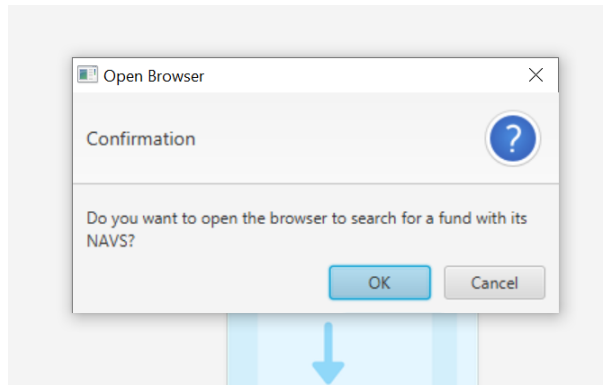 Open Browser
Confirmation
?
Do you want to open the browser to search for a fund with its
NAVS?
OK
Cancel